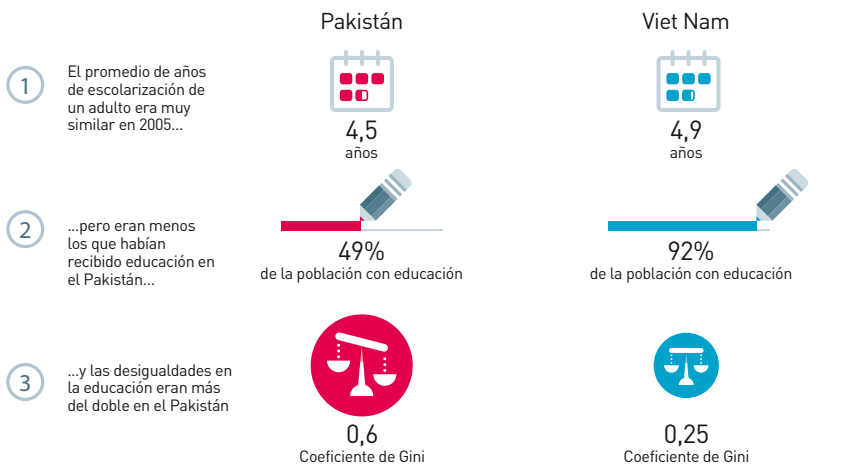 Pakistán
Viet Nam
1
El promedio de años
de escolarización de
un adulto era muy
similar en 2005...
4,5
años
4,9
años
2
...pero eran menos
los que habían
recibido educación en
el Pakistán...
49%
de la población con educación
92%
de la población con educación
3
...y las desigualdades en
la educación eran más
del doble en el Pakistán
0,6
Coeficiente de Gini
0,25
Coeficiente de Gini